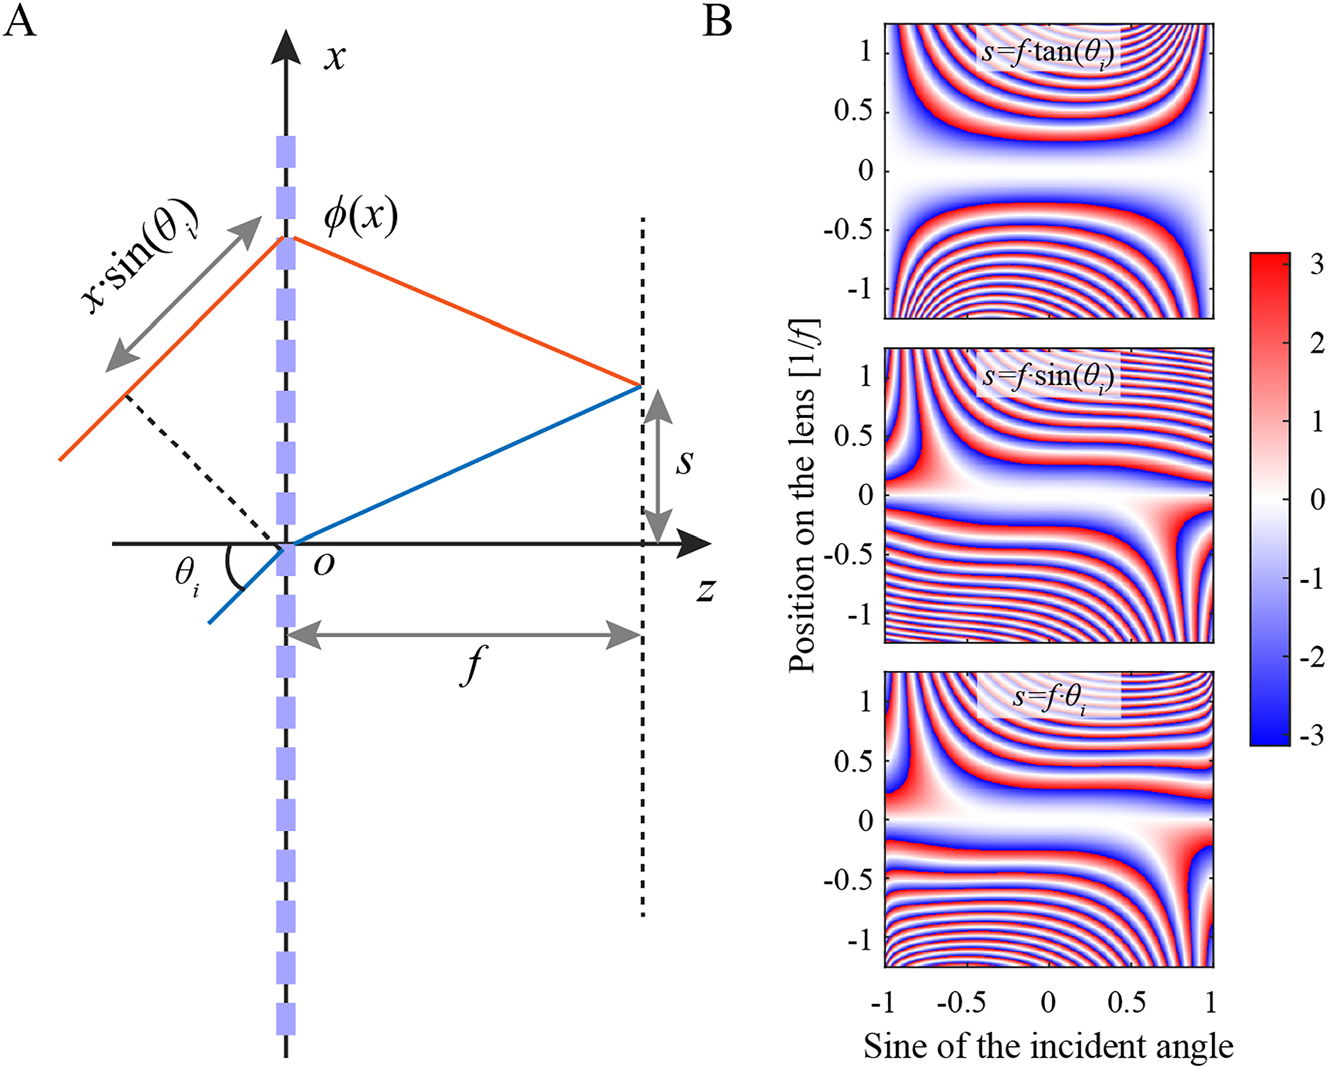 A
x
ϕ(x)
x·sin(θi)
s
θi
o
z
f
B
s=f·tan(θi)
1
0.5
0
-0.5
-1
s=f·sin(θi)
1
0.5
0
-0.5
-1
s=f·θi
1
0.5
0
-0.5
-1
-1 -0.5 0 0.5 1
Sine of the incident angle
Position on the lens [1/f]
3
2
1
0
-1
-2
-3